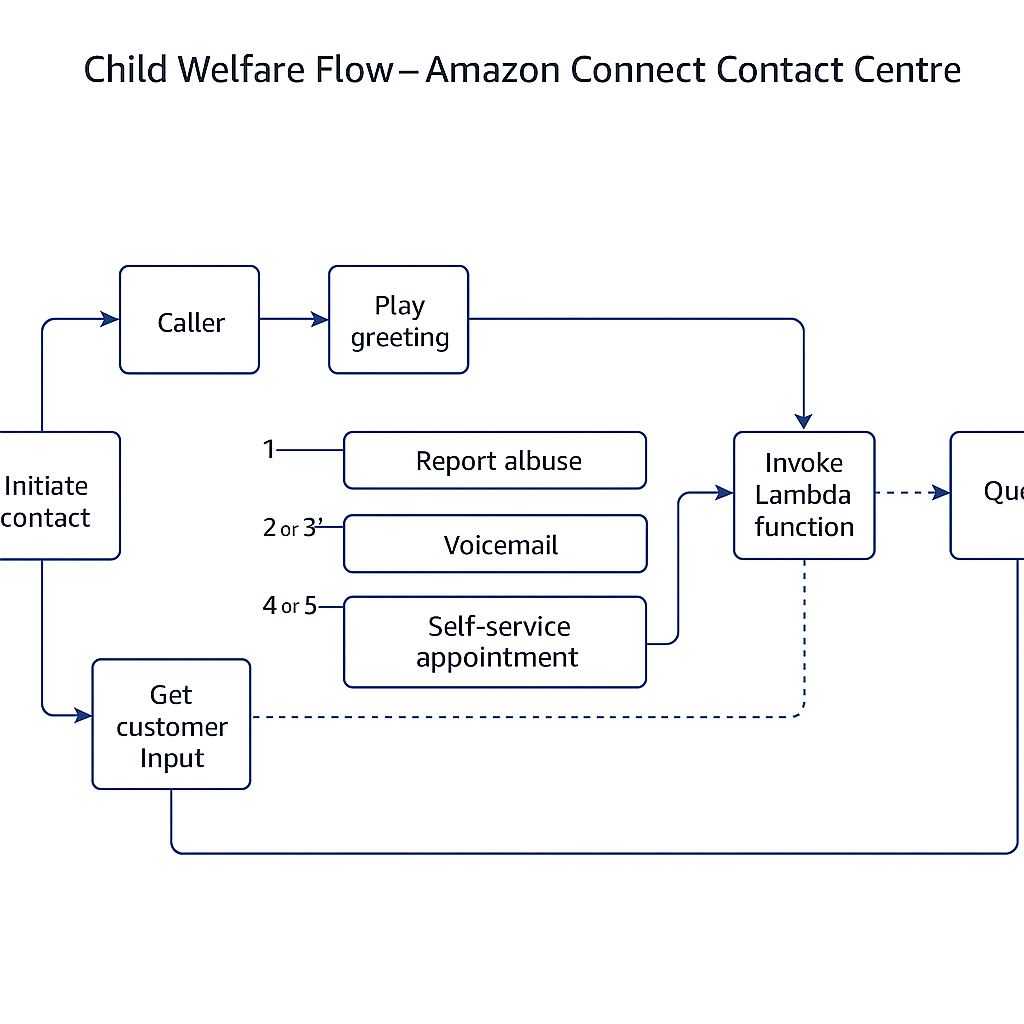 Child Welfare Flow – Amazon Connect Contact Centre
Caller
Play
greeting
Initiate
contact
1
Report albuse
2 or 3’
Voicemail
4 or 5
Self-service
appointment
Invoke
Lambda
function
Get
customer
Input